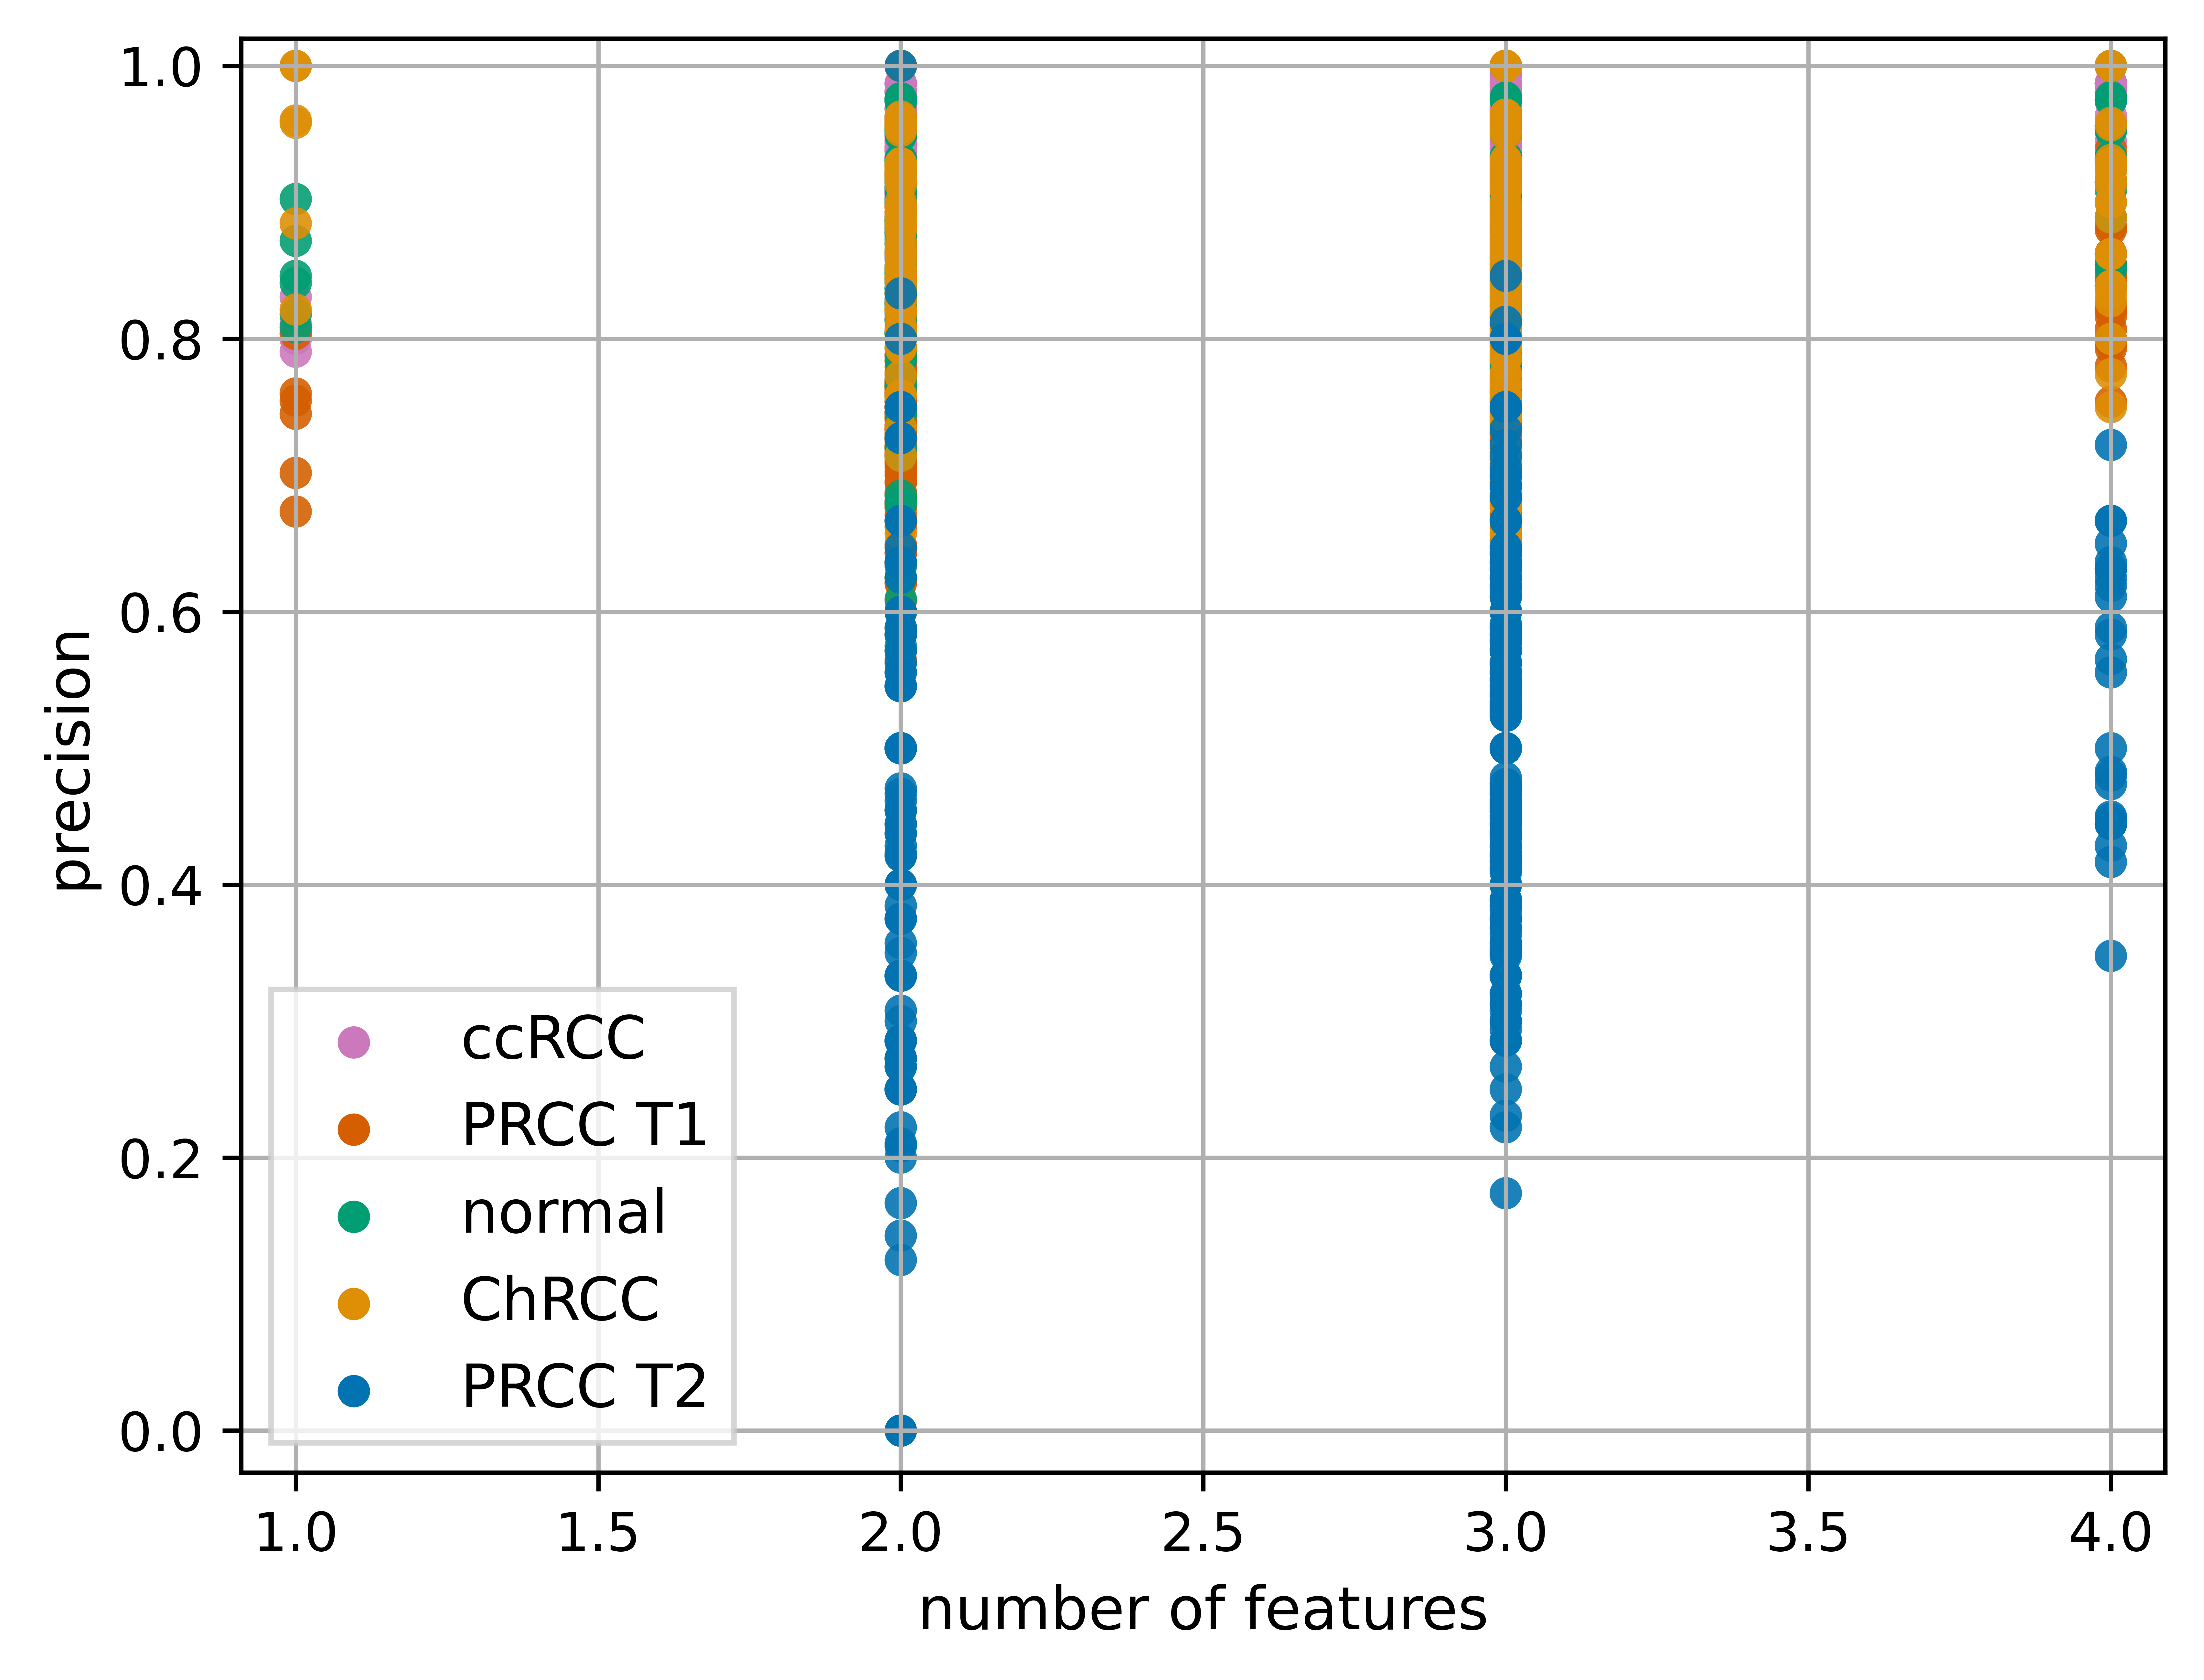 1.0
0.8
0.6
0.4
0.2
0.0
precision
ccRCC
PRCC T1
normal
ChRCC
PRCC T2
1.0 1.5 2.0 2.5 3.0 3.5 4.0
number of features